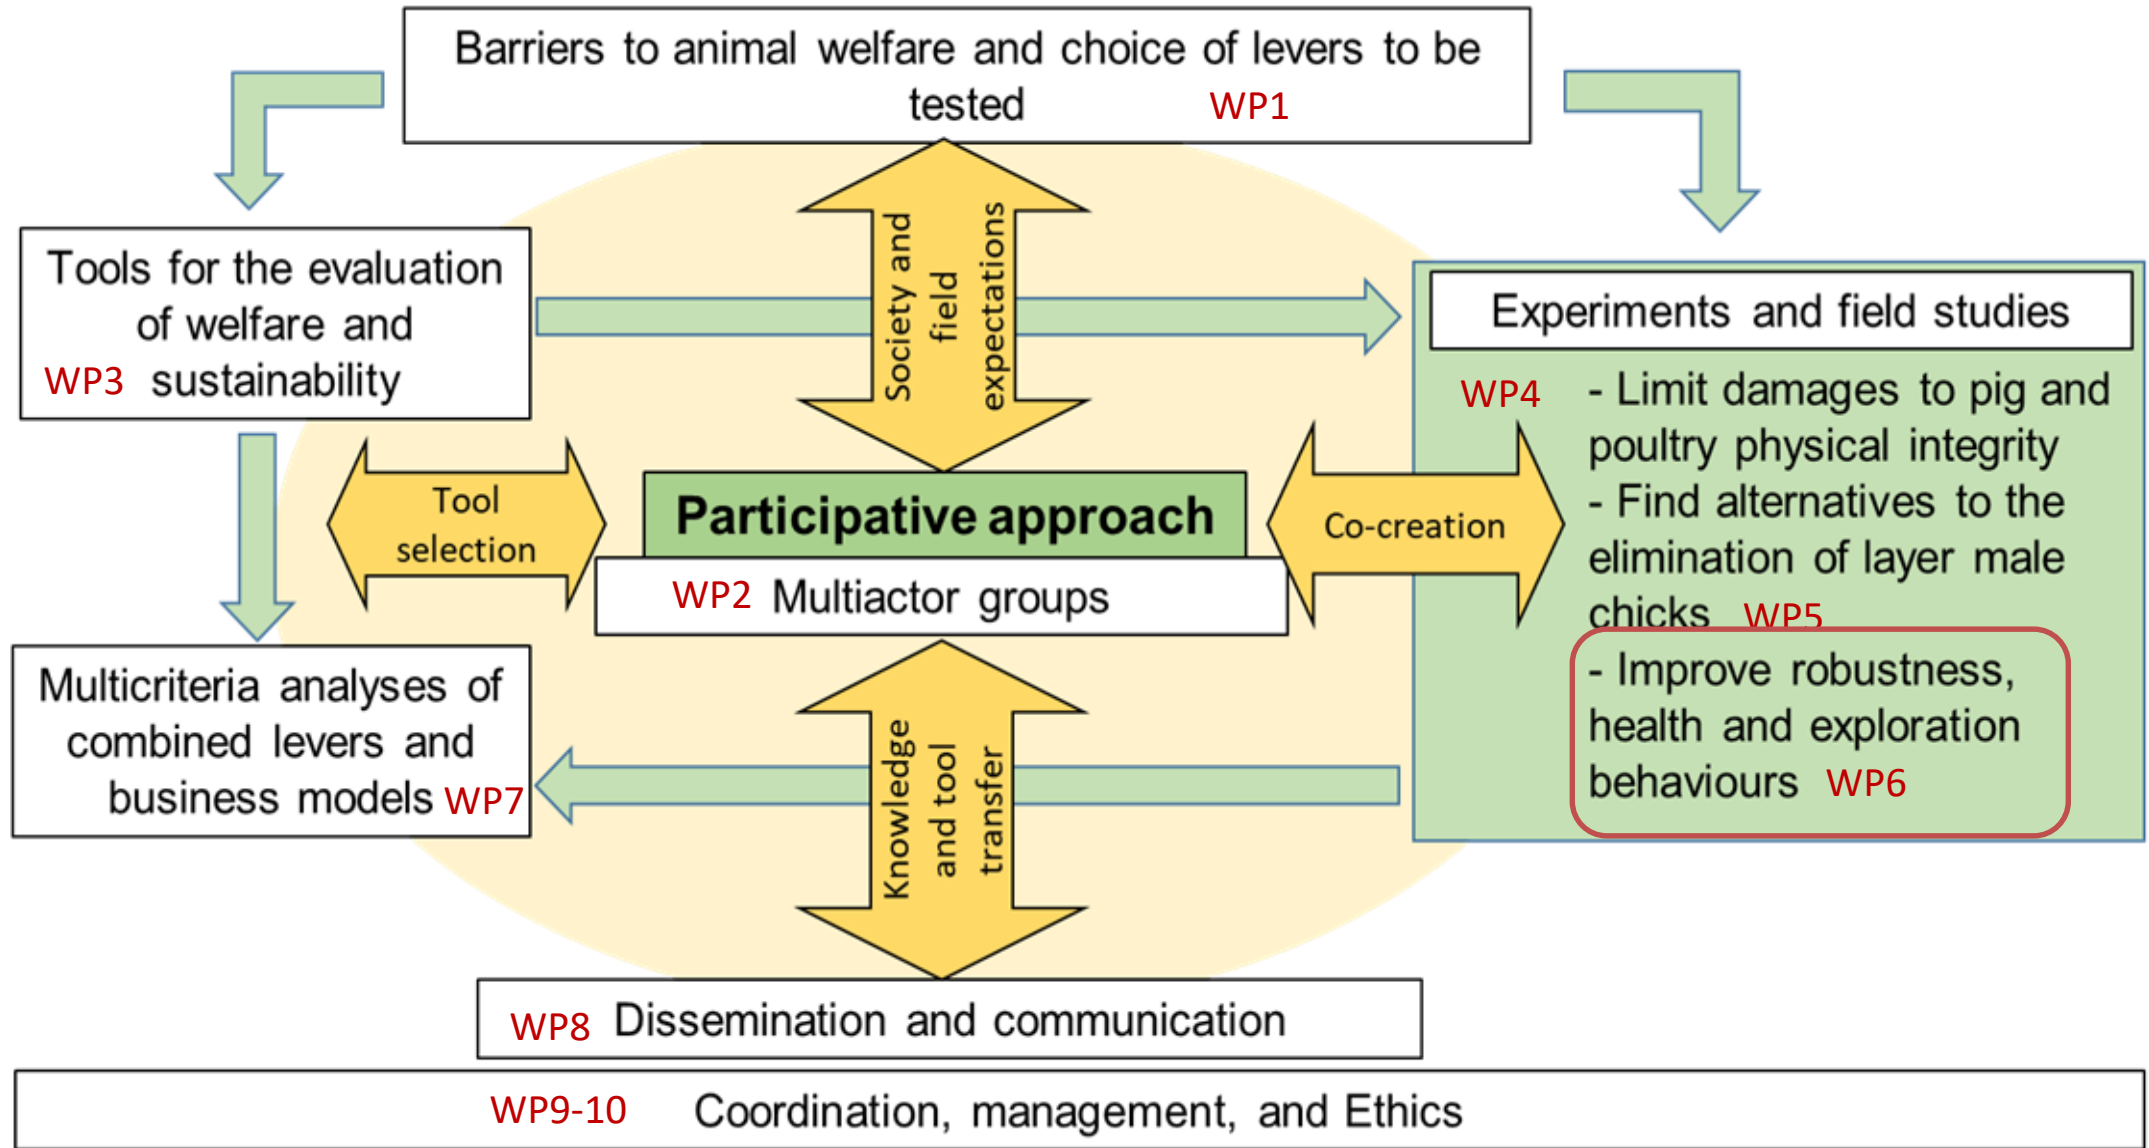 Barriers to animal welfare and choice of levers to be
tested WP1
Society and
field
expectations
Tools for the evaluation
of welfare and
WP3 sustainability
Experiments and field studies
WP4 - Limit damages to pig and
poultry physical integrity
- Find alternatives to the
elimination of layer male
chicks WP5
- Improve robustness,
health and exploration
behaviours WP6
Tool
selection
Participative approach
WP2 Multiactor groups
Co-creation
Multicriteria analyses of
combined levers and
business models WP7
Knowledge
and tool
transfer
WP8 Dissemination and communication
WP9-10 Coordination, management, and Ethics